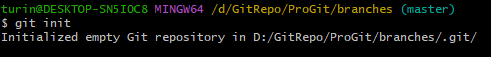 turin@DESKTOP-SN5IOC8 MINGW64 /d/GitRepo/ProGit/branches (master)
$ git init
Initialized empty Git repository in D:/GitRepo/ProGit/branches/.git/